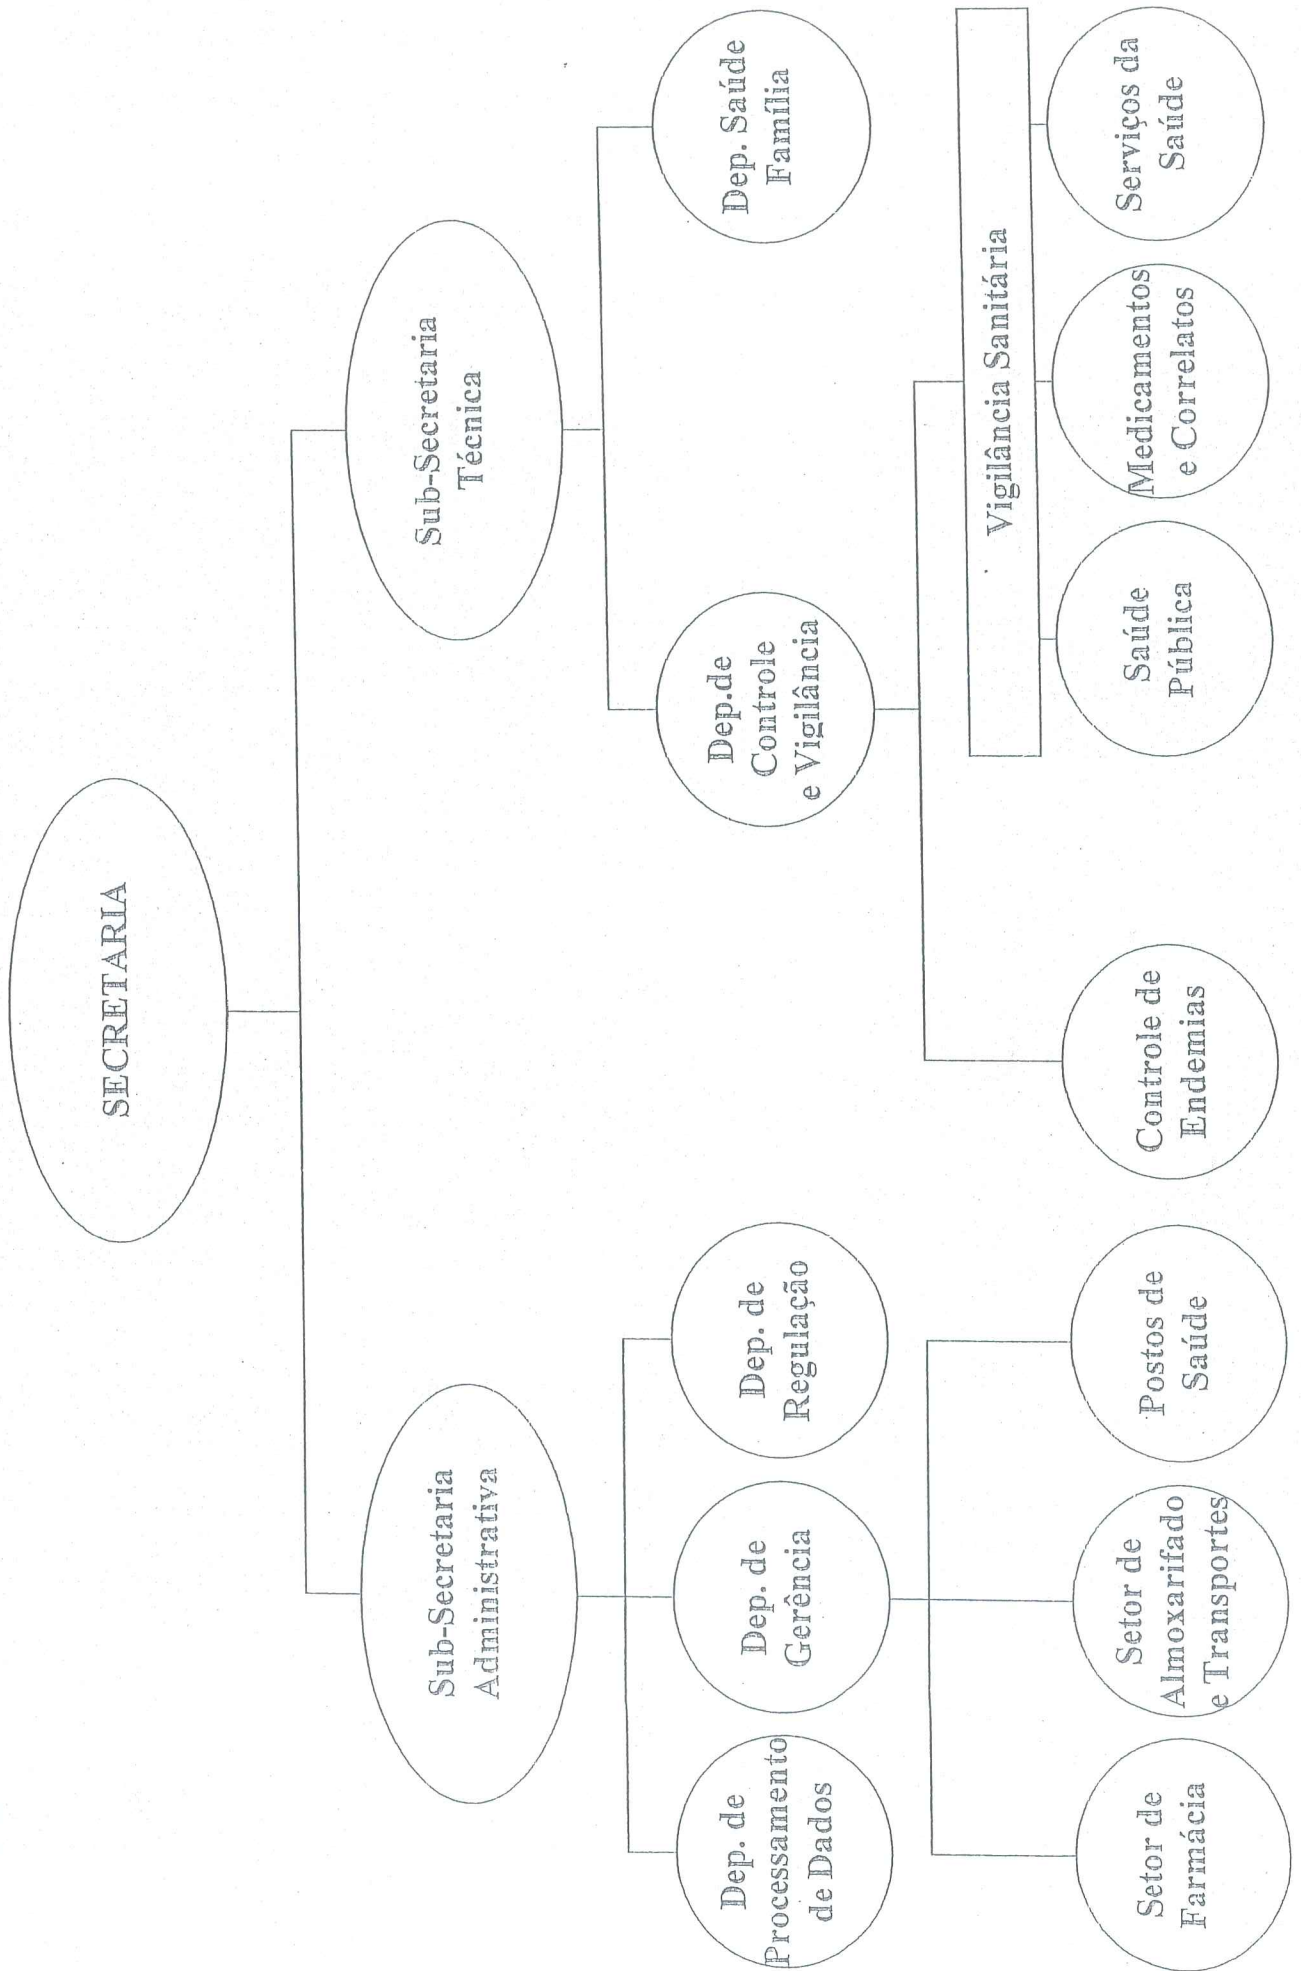 SECRETARIA
Sub-Secretaria
Administrativa
Sub-Secretaria
Técnica
Dep. de
Processamento
de Dados
Dep. de
Gerência
Dep. de
Regulação
Dep.de
Controle
e Vigilância
Dep. Saúde
Família
Vigilância Sanitária
Setor de
Farmácia
Setor de
Almoxarifado
e Transportes
Postos de
Saúde
Controle de
Endemias
Saúde
Pública
Medicamentos
e Correlatos
Serviços da
Saúde